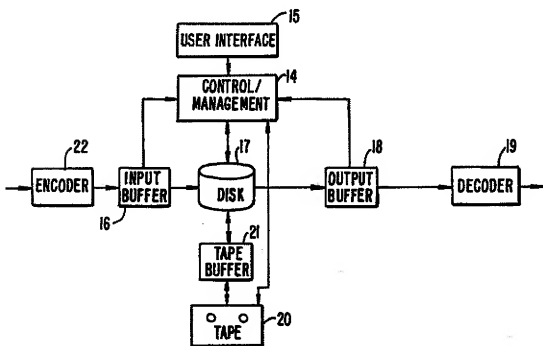 15
USER INTERFACE
14
CONTROL/
MANAGEMENT
22
ENCODER
INPUT
BUFFER
16
17
DISK
18
OUTPUT
BUFFER
19
DECODER
21
TAPE
BUFFER
TAPE
20